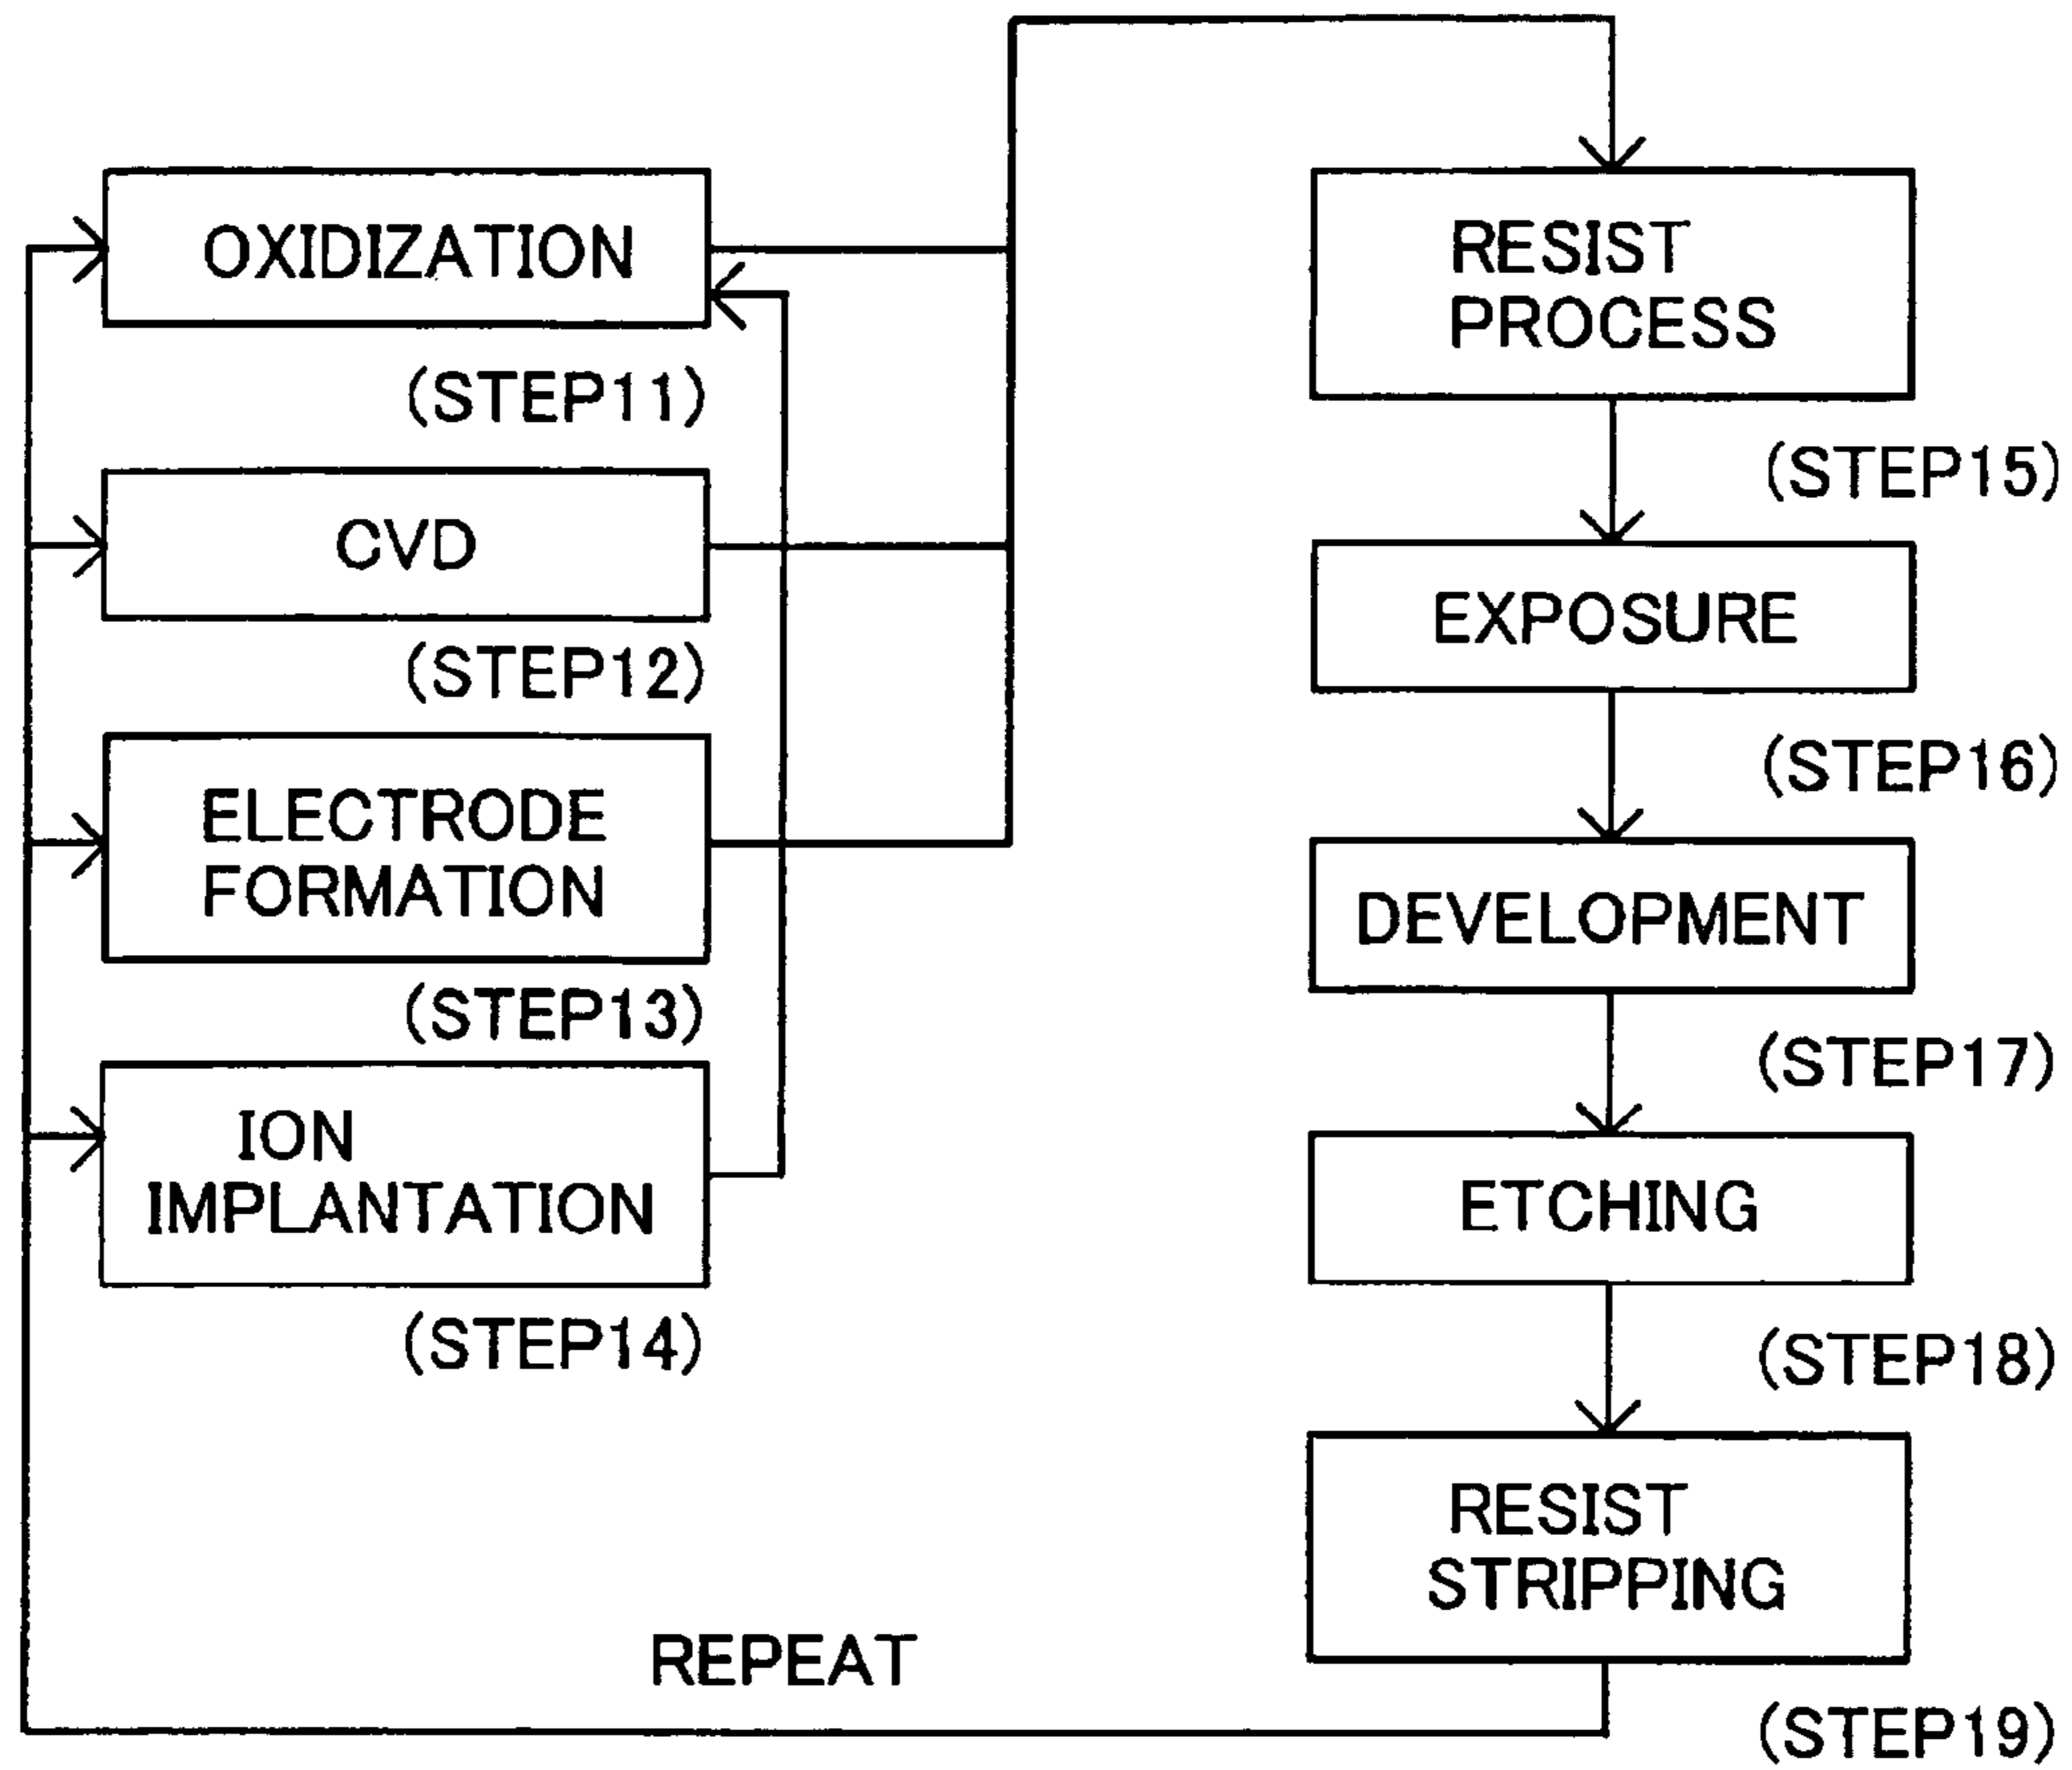 OXIDIZATION
(STEP11)
CVD
(STEP12)
ELECTRODE
FORMATION
(STEP13)
ION
IMPLANTATION
(STEP14)
RESIST
PROCESS
(STEP15)
EXPOSURE
(STEP16)
DEVELOPMENT
(STEP17)
ETCHING
(STEP18)
RESIST
STRIPPING
(STEP19)
REPEAT